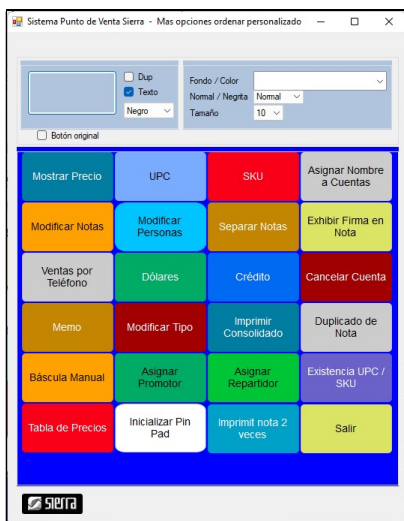 Sistema Punto de Venta Sierra - Mas opciones ordenar personalizado
Dup
Texto
Negro
Fondo / Color
Normal / Negrita
Normal
Tamaño
10
Botón original
Mostrar Precio
UPC
SKU
Asignar Nombre
a Cuentas
Modificar Notas
Modificar
Personas
Separar Notas
Exhibir Firma en
Nota
Ventas por
Teléfono
Dólares
Crédito
Cancelar Cuenta
Memo
Modificar Tipo
Imprimir
Consolidado
Duplicado de
Nota
Báscula Manual
Asignar
Promotor
Asignar
Repartidor
Existencia UPC /
SKU
Tabla de Precios
Inicializar Pin
Pad
Imprimit nota 2
veces
Salir
sierra